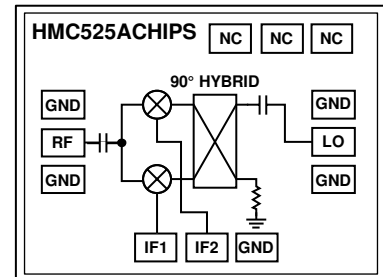 HMC525ACHIPS NC NC NC
90° HYBRID
GND GND
RF LO
GND GND
IF1 IF2 GND